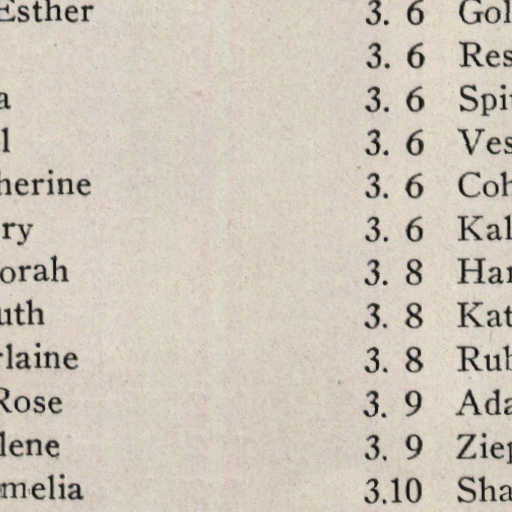 Esther 3. 6 Gol
3. 6 Res
a 3. 6 Spi
l 3. 6 Ves
herine 3. 6 Coh
ry 3. 6 Kal
orah 3. 8 Har
uth 3. 8 Kat
rlaine 3. 8 Rub
Rose 3. 9 Ada
lene 3. 9 Ziep
melia 3.10 Sha